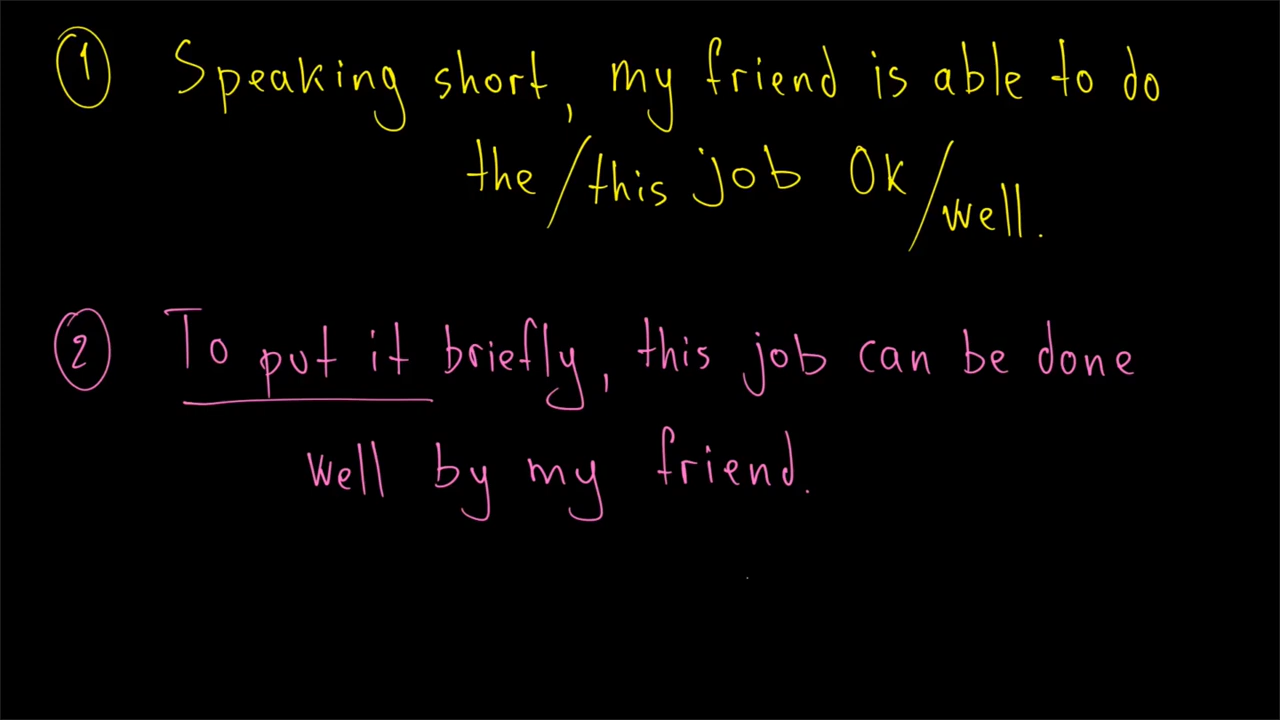 1 Speaking short, my friend is able to do
the/this job Ok/well.
2 To put it briefly, this job can be done
well by my friend.